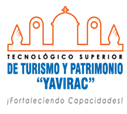 TECNOLÓGICO SUPERIOR
DE TURISMO Y PATRIMONIO
"YAVIRAC"
¡Fortaleciendo Capacidades!